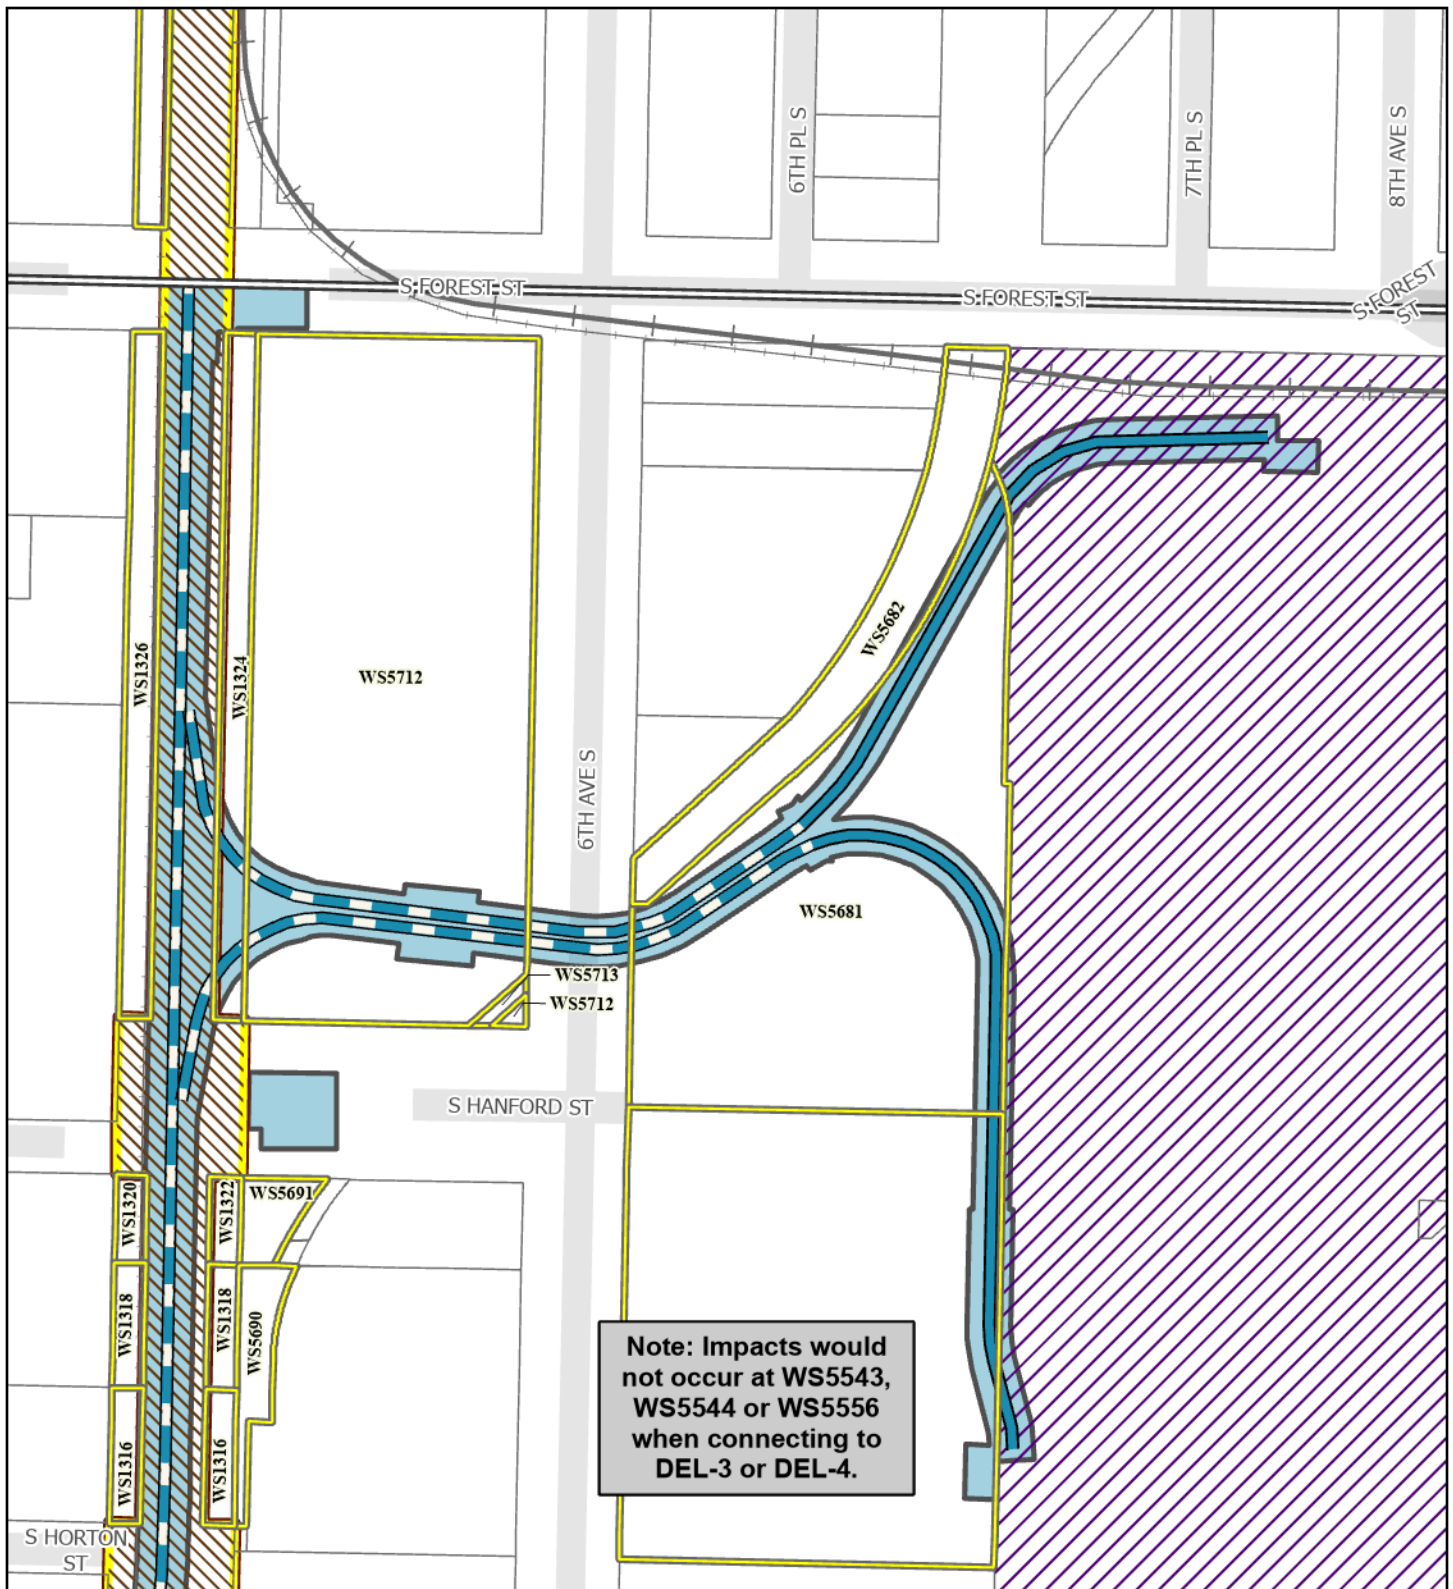 6TH PL S
7TH PL S
8TH AVE S
S FOREST ST
S FOREST ST
S FOREST
ST
WS1326
WS1324
WS5712
WS5682
6TH AVE S
WS5681
WS5713
WS5712
S HANFORD ST
WS1320
WS1322
WS5691
WS1318
WS1318
WS5690
WS1316
WS1316
Note: Impacts would
not occur at WS5543,
WS5544 or WS5556
when connecting to
DEL-3 or DEL-4.
S HORTON
ST